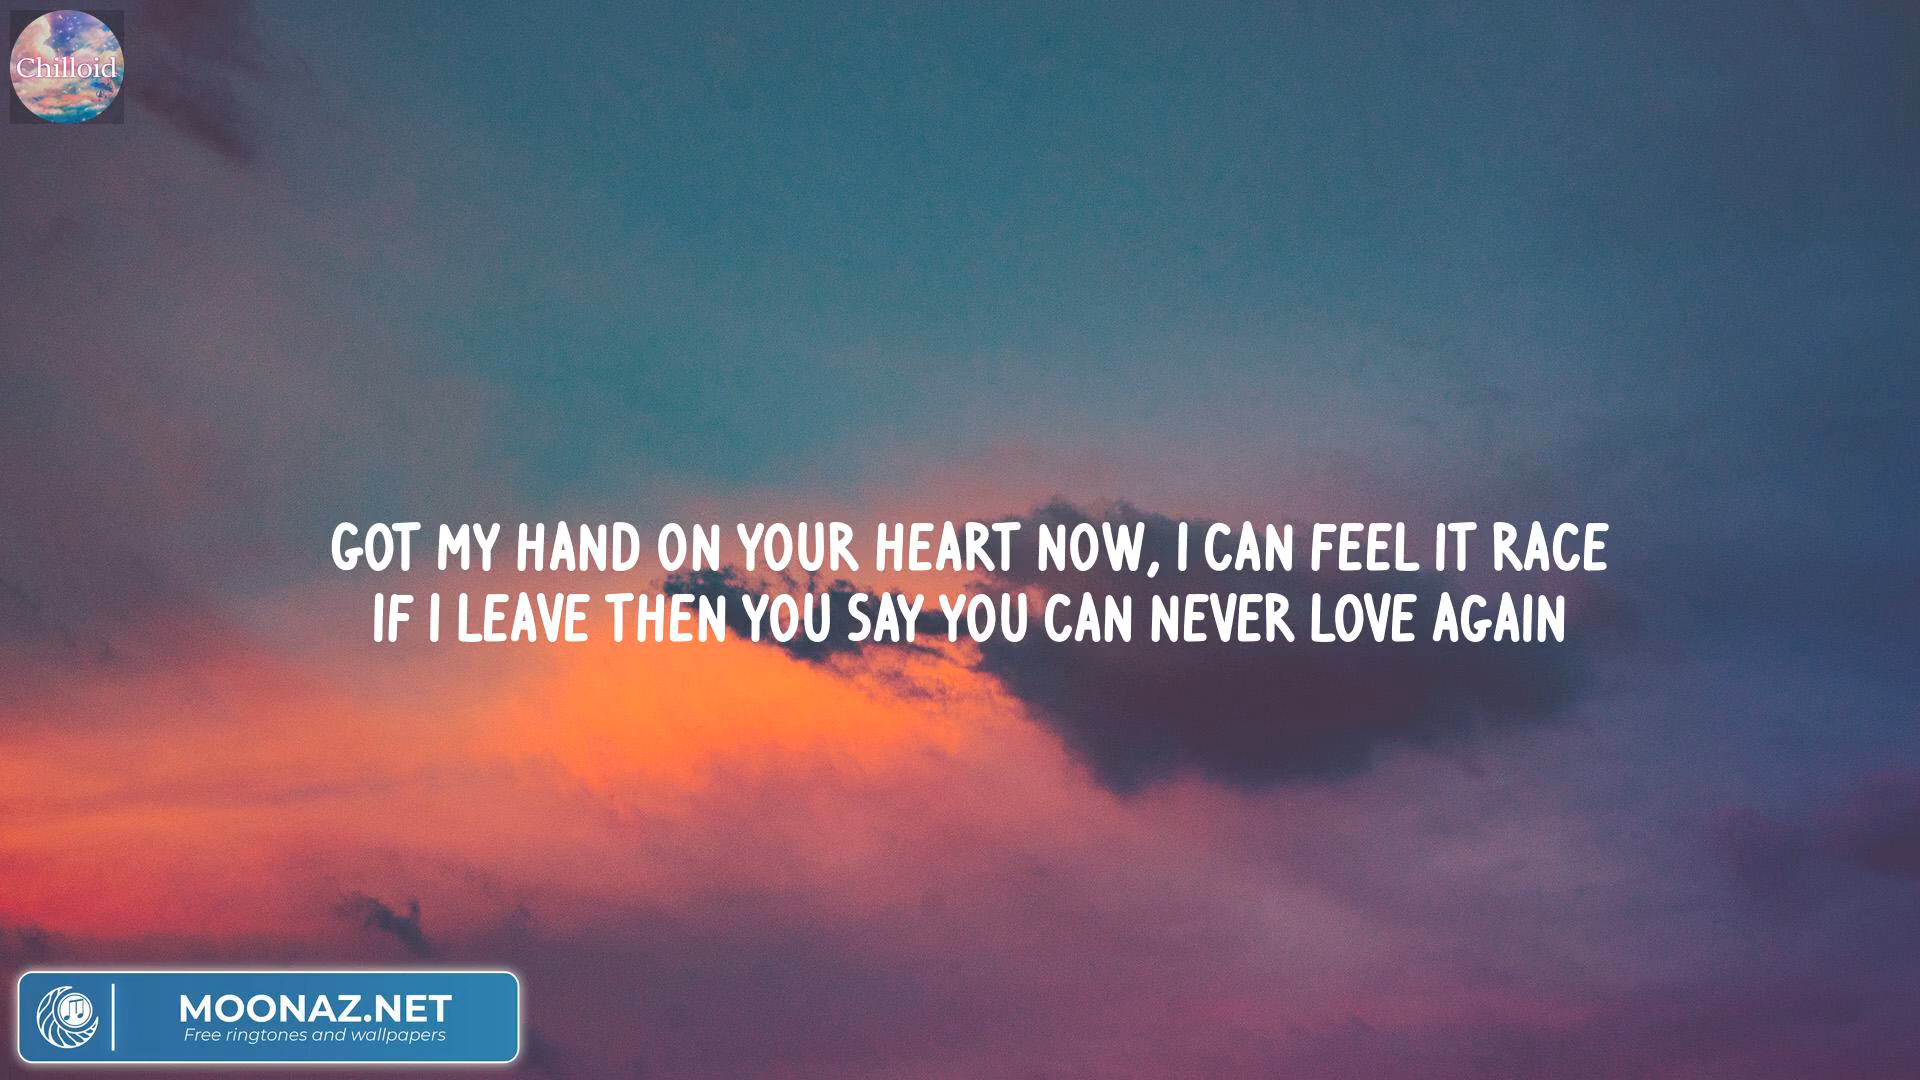 Chilloid
GOT MY HAND ON YOUR HEART NOW, I CAN FEEL IT RACE
IF I LEAVE THEN YOU SAY YOU CAN NEVER LOVE AGAIN
MOONAZ.NET
Free ringtones and wallpapers